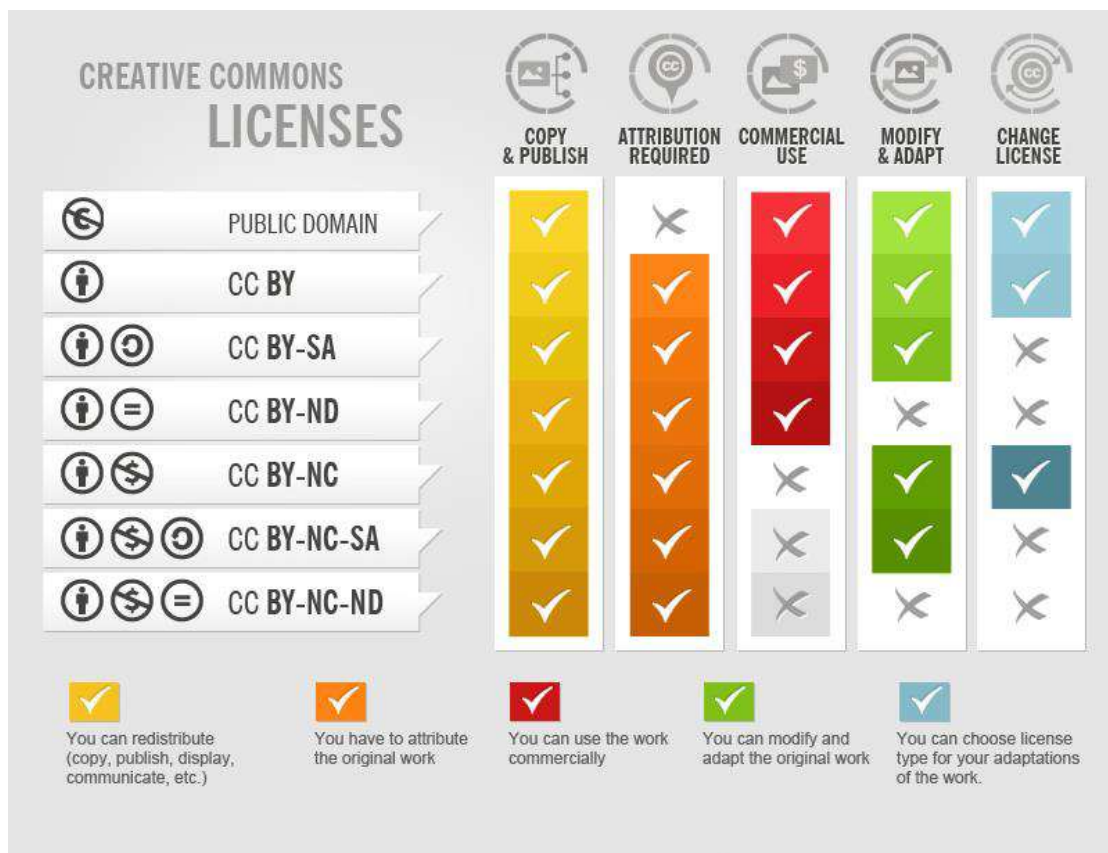 CREATIVE COMMONS
LICENSES
COPY
& PUBLISH
ATTRIBUTION
REQUIRED
COMMERCIAL
USE
MODIFY
& ADAPT
CHANGE
LICENSE
PUBLIC DOMAIN
CC BY
CC BY-SA
CC BY-ND
CC BY-NC
CC BY-NC-SA
CC BY-NC-ND
You can redistribute
(copy, publish, display,
communicate, etc.)
You have to attribute
the original work
You can use the work
commercially
You can modify and
adapt the original work
You can choose license
type for your adaptations
of the work.